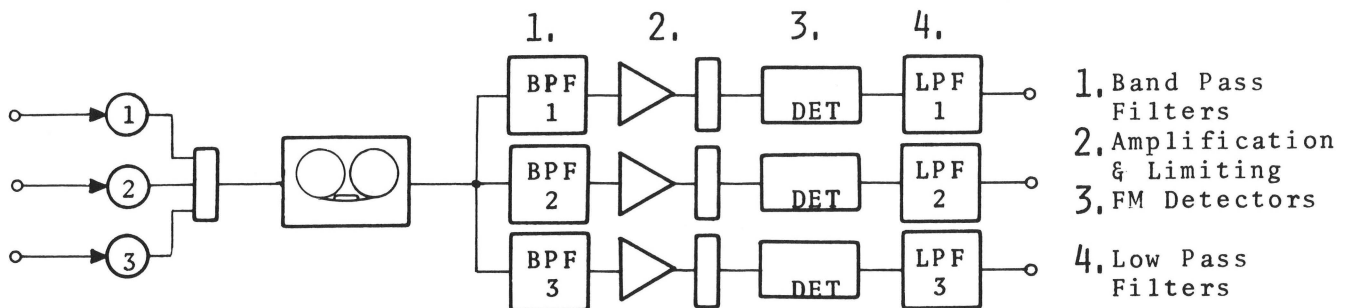 1. 2. 3. 4.
1
2
3
BPF
1
DET
LPF
1
BPF
2
DET
LPF
2
BPF
3
DET
LPF
3
1. Band Pass
Filters
2. Amplification
& Limiting
3. FM Detectors
4. Low Pass
Filters